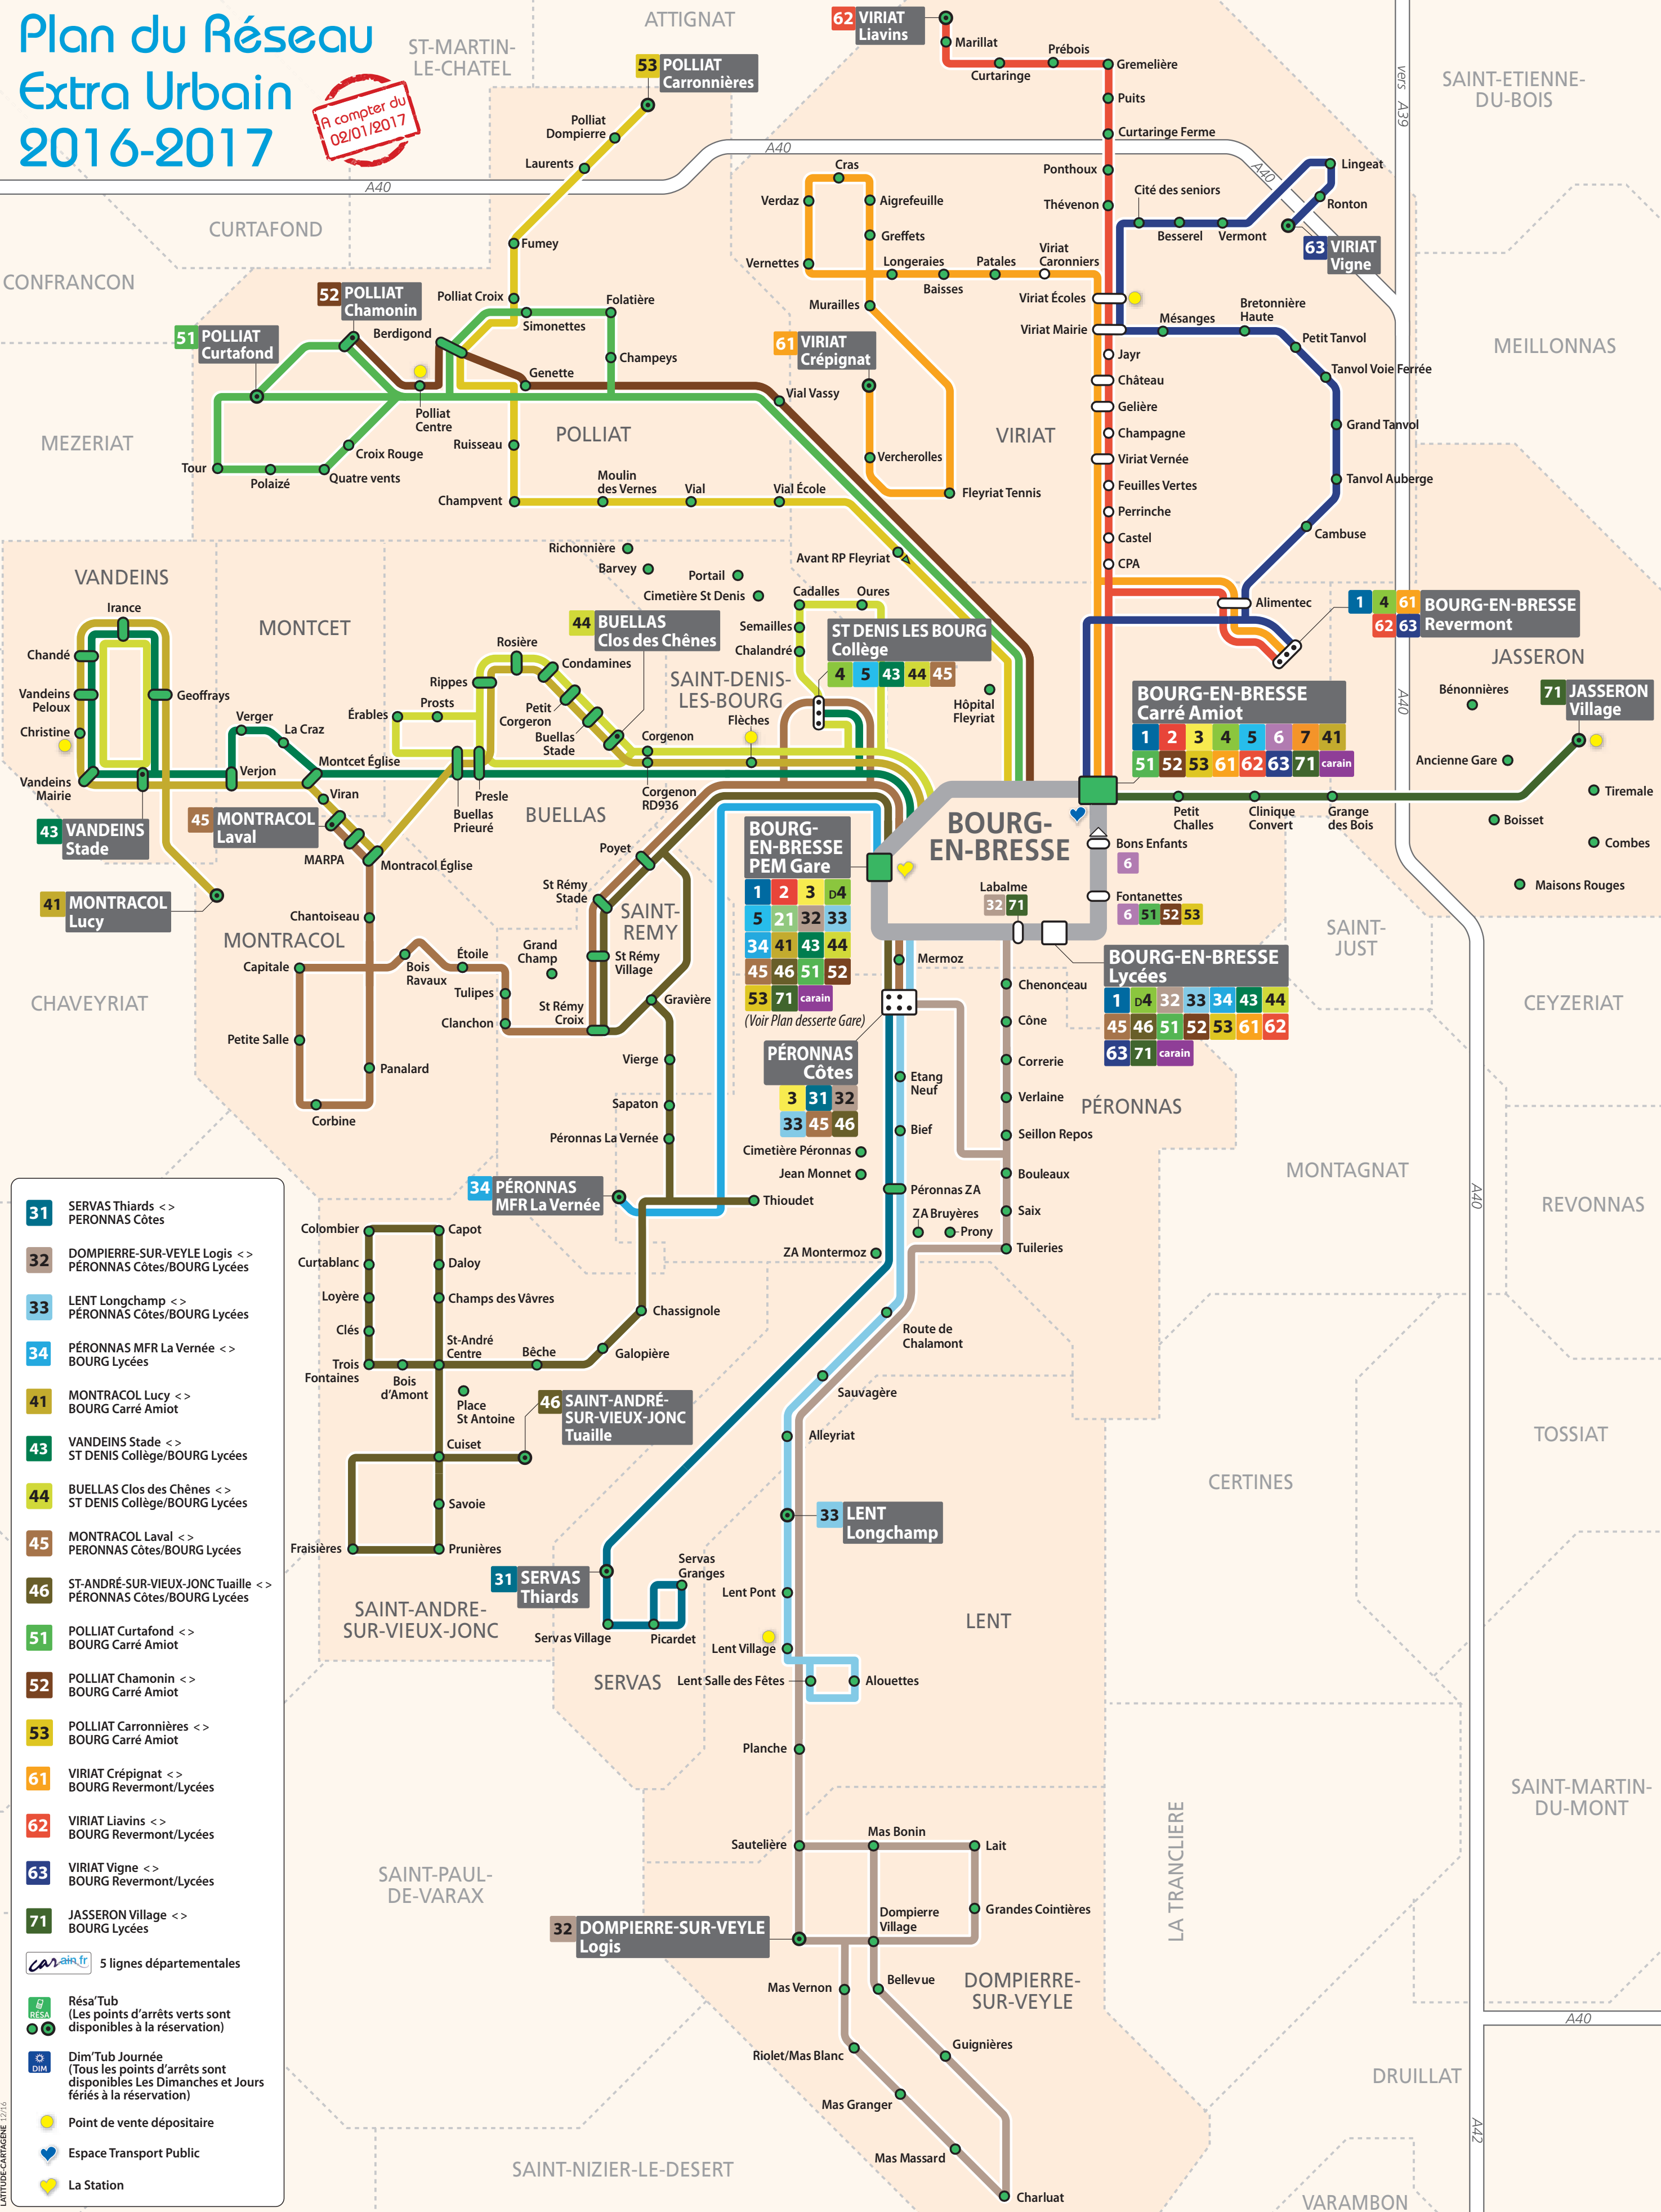 Plan du Réseau
Extra Urbain
2016-2017
A compter du
02/01/2017
ATTIGNAT
ST-MARTIN-
LE-CHATEL
SAINT-ETIENNE-
DU-BOIS
CURTAFOND
CONFRANCON
MEZERIAT
MEILLONNAS
vers A39
A40
A40
A40
62 VIRIAT
Liavins
Marillat
Curtaringe
Prébois
Gremelière
Puits
Curtaringe Ferme
Ponthoux
Thévenon
53 POLLIAT
Carronnières
Polliat
Dompierre
Laurents
Fumey
Polliat Croix
Simonettes
Folatière
Champeys
Berdigond
Genette
52 POLLIAT
Chamonin
51 POLLIAT
Curtafond
Polliat
Centre
Croix Rouge
Quatre vents
Polaizé
Tour
Ruisseau
Champvent
Moulin
des Vernes
Vial
Vial École
Vial Vassy
POLLIAT
Avant RP Fleyriat
Cras
Verdaz
Aigrefeuille
Greffets
Vernettes
Longeraies
Baisses
Patales
Viriat
Caronniers
Murailles
61 VIRIAT
Crépignat
Vercherolles
Fleyriat Tennis
VIRIAT
Cité des seniors
Besserel
Vermont
Lingeat
Ronton
63 VIRIAT
Vigne
Viriat Écoles
Viriat Mairie
Mésanges
Bretonnière
Haute
Petit Tanvol
Tanvol Voie Ferrée
Grand Tanvol
Tanvol Auberge
Cambuse
Jayr
Château
Gelière
Champagne
Viriat Vernée
Feuilles Vertes
Perrinche
Castel
CPA
Alimentec
1 4 61 BOURG-EN-BRESSE
62 63 Revermont
JASSERON
Bénonnières
71 JASSERON
Village
A40
Ancienne Gare
Tiremale
Boisset
Combes
Maisons Rouges
VANDEINS
Irance
Chandé
Vandeins
Peloux
Geoffrays
Christine
Vandeins
Mairie
43 VANDEINS
Stade
41 MONTRACOL
Lucy
MONTCET
Verger
La Craz
Verjon
Montcet Église
Viran
45 MONTRACOL
Laval
MARPA
Montracol Église
Richonnière
Barvey
Portail
Cimetière St Denis
44 BUELLAS
Clos des Chênes
Rosière
Condamines
Rippes
Petit
Corgeron
Buellas
Stade
Érables
Prosts
Presle
Buellas
Prieuré
BUELLAS
Corgenon
Corgenon
RD936
Flèches
SAINT-DENIS-
LES-BOURG
Cadalles
Oures
Semailles
Chalandré
ST DENIS LES BOURG
Collège
4 5 43 44 45
Hôpital
Fleyriat
BOURG-EN-BRESSE
Carré Amiot
1 2 3 4 5 6 7 41
51 52 53 61 62 63 71 carain
Petit
Challes
Clinique
Convert
Grange
des Bois
BOURG-
EN-BRESSE
Bons Enfants
6
Fontanettes
6 51 52 53
Labalme
32 71
BOURG-
EN-BRESSE
PEM Gare
1 2 3 D4
5 21 32 33
34 41 43 44
45 46 51 52
53 71 carain
(Voir Plan desserte Gare)
BOURG-EN-BRESSE
Lycées
1 D4 32 33 34 43 44
45 46 51 52 53 61 62
63 71 carain
SAINT-
JUST
CEYZERIAT
Poyet
St Rémy
Stade
SAINT-
REMY
St Rémy
Village
St Rémy
Croix
Gravière
Grand
Champ
Chantoiseau
MONTRACOL
Capitale
Bois
Ravaux
Étoile
Tulipes
Clanchon
Petite Salle
Panalard
Corbine
CHAVEYRIAT
Vierge
Sapaton
Péronnas La Vernée
34 PÉRONNAS
MFR La Vernée
Thioudet
Mermoz
PÉRONNAS
Côtes
3 31 32
33 45 46
Etang
Neuf
Bief
Cimetière Péronnas
Jean Monnet
Péronnas ZA
ZA Bruyères
Prony
ZA Montermoz
Chenonceau
Cône
Correrie
Verlaine
Seillon Repos
Bouleaux
Saix
Tuileries
PÉRONNAS
MONTAGNAT
A40
REVONNAS
TOSSIAT
CERTINES
Route de
Chalamont
Sauvagère
Alleyriat
33 LENT
Longchamp
Lent Pont
Lent Village
Lent Salle des Fêtes
Alouettes
LENT
Planche
Colombier
Capot
Curtablanc
Daloy
Loyère
Champs des Vâvres
Clés
St-André
Centre
Trois
Fontaines
Bois
d'Amont
Bêche
Galopière
Chassignole
Place
St Antoine
46 SAINT-ANDRÉ-
SUR-VIEUX-JONC
Tuaille
Cuiset
Savoie
Fraisières
Prunières
SAINT-ANDRE-
SUR-VIEUX-JONC
31 SERVAS
Thiards
Servas
Granges
Servas Village
Picardet
SERVAS
SAINT-PAUL-
DE-VARAX
Sautelière
Mas Bonin
Lait
Grandes Cointières
Dompierre
Village
32 DOMPIERRE-SUR-VEYLE
Logis
Mas Vernon
Bellevue
DOMPIERRE-
SUR-VEYLE
Riolet/Mas Blanc
Guignières
Mas Granger
Mas Massard
Charluat
LA TRANCLIERE
SAINT-MARTIN-
DU-MONT
A40
DRUILLAT
A42
VARAMBON
SAINT-NIZIER-LE-DESERT
31 SERVAS Thiards <>
PERONNAS Côtes
32 DOMPIERRE-SUR-VEYLE Logis <>
PÉRONNAS Côtes/BOURG Lycées
33 LENT Longchamp <>
PÉRONNAS Côtes/BOURG Lycées
34 PÉRONNAS MFR La Vernée <>
BOURG Lycées
41 MONTRACOL Lucy <>
BOURG Carré Amiot
43 VANDEINS Stade <>
ST DENIS Collège/BOURG Lycées
44 BUELLAS Clos des Chênes <>
ST DENIS Collège/BOURG Lycées
45 MONTRACOL Laval <>
PERONNAS Côtes/BOURG Lycées
46 ST-ANDRÉ-SUR-VIEUX-JONC Tuaille <>
PÉRONNAS Côtes/BOURG Lycées
51 POLLIAT Curtafond <>
BOURG Carré Amiot
52 POLLIAT Chamonin <>
BOURG Carré Amiot
53 POLLIAT Carronnières <>
BOURG Carré Amiot
61 VIRIAT Crépignat <>
BOURG Revermont/Lycées
62 VIRIAT Liavins <>
BOURG Revermont/Lycées
63 VIRIAT Vigne <>
BOURG Revermont/Lycées
71 JASSERON Village <>
BOURG Lycées
carain.fr 5 lignes départementales
RÉSA
Résa'Tub
(Les points d'arrêts verts sont
disponibles à la réservation)
DIM
Dim'Tub Journée
(Tous les points d'arrêts sont
disponibles Les Dimanches et Jours
fériés à la réservation)
Point de vente dépositaire
Espace Transport Public
La Station
LATITUDE-CARTAGENE 12/16